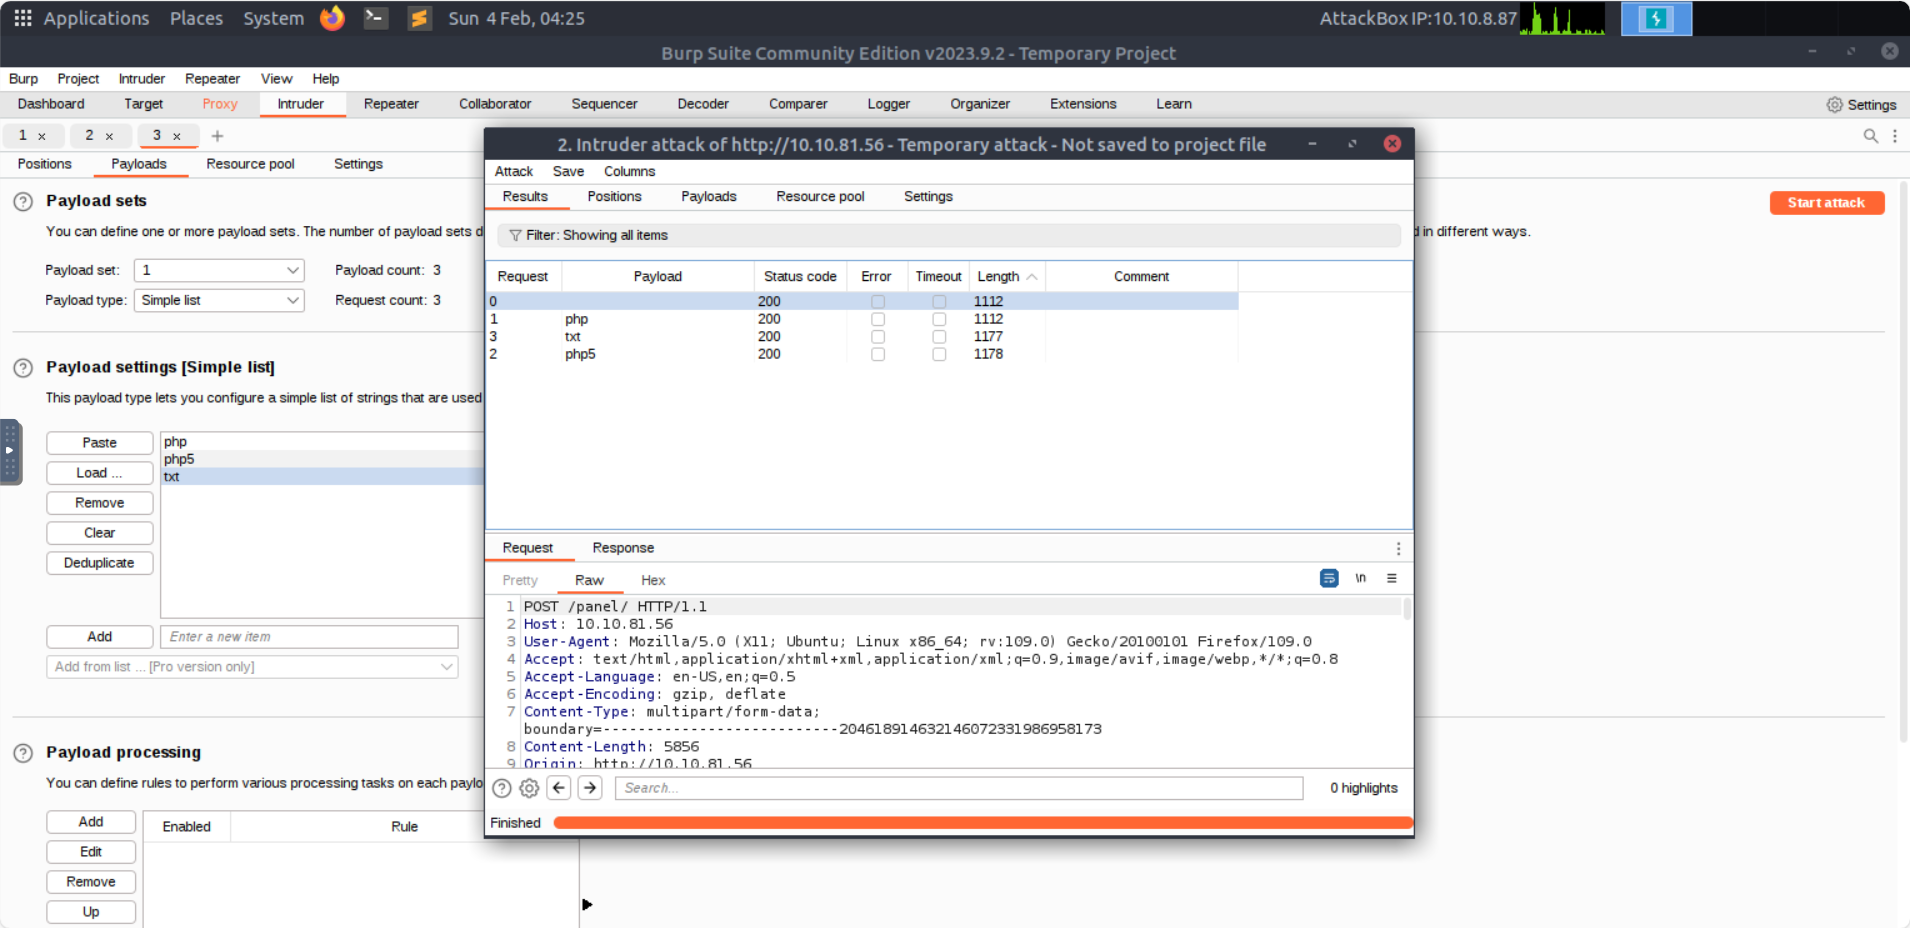 Applications Places System Sun 4 Feb, 04:25 AttackBox IP:10.10.8.87
Burp Suite Community Edition v2023.9.2 - Temporary Project
Burp Project Intruder Repeater View Help
Dashboard Target Proxy Intruder Repeater Collaborator Sequencer Decoder Comparer Logger Organizer Extensions Learn Settings
1 × 2 × 3 × +
Positions Payloads Resource pool Settings
Payload sets
Start attack
You can define one or more payload sets. The number of payload sets d
d in different ways.
Payload set: 1 Payload count: 3
Payload type: Simple list Request count: 3
Payload settings [Simple list]
This payload type lets you configure a simple list of strings that are used
Paste
Load ...
Remove
Clear
Deduplicate
php
php5
txt
Add Enter a new item
Add from list ... [Pro version only]
Payload processing
You can define rules to perform various processing tasks on each paylo
Add
Edit
Remove
Up
Enabled Rule
2. Intruder attack of http://10.10.81.56 - Temporary attack - Not saved to project file
Attack Save Columns
Results Positions Payloads Resource pool Settings
Filter: Showing all items
Request Payload Status code Error Timeout Length Comment
0 200 1112
1 php 200 1112
3 txt 200 1177
2 php5 200 1178
Request Response
Pretty Raw Hex \n
1 POST /panel/ HTTP/1.1
2 Host: 10.10.81.56
3 User-Agent: Mozilla/5.0 (X11; Ubuntu; Linux x86_64; rv:109.0) Gecko/20100101 Firefox/109.0
4 Accept: text/html,application/xhtml+xml,application/xml;q=0.9,image/avif,image/webp,*/*;q=0.8
5 Accept-Language: en-US,en;q=0.5
6 Accept-Encoding: gzip, deflate
7 Content-Type: multipart/form-data;
boundary=---------------------------204618914632146072331986958173
8 Content-Length: 5856
9 Origin: http://10.10.81.56
Search... 0 highlights
Finished